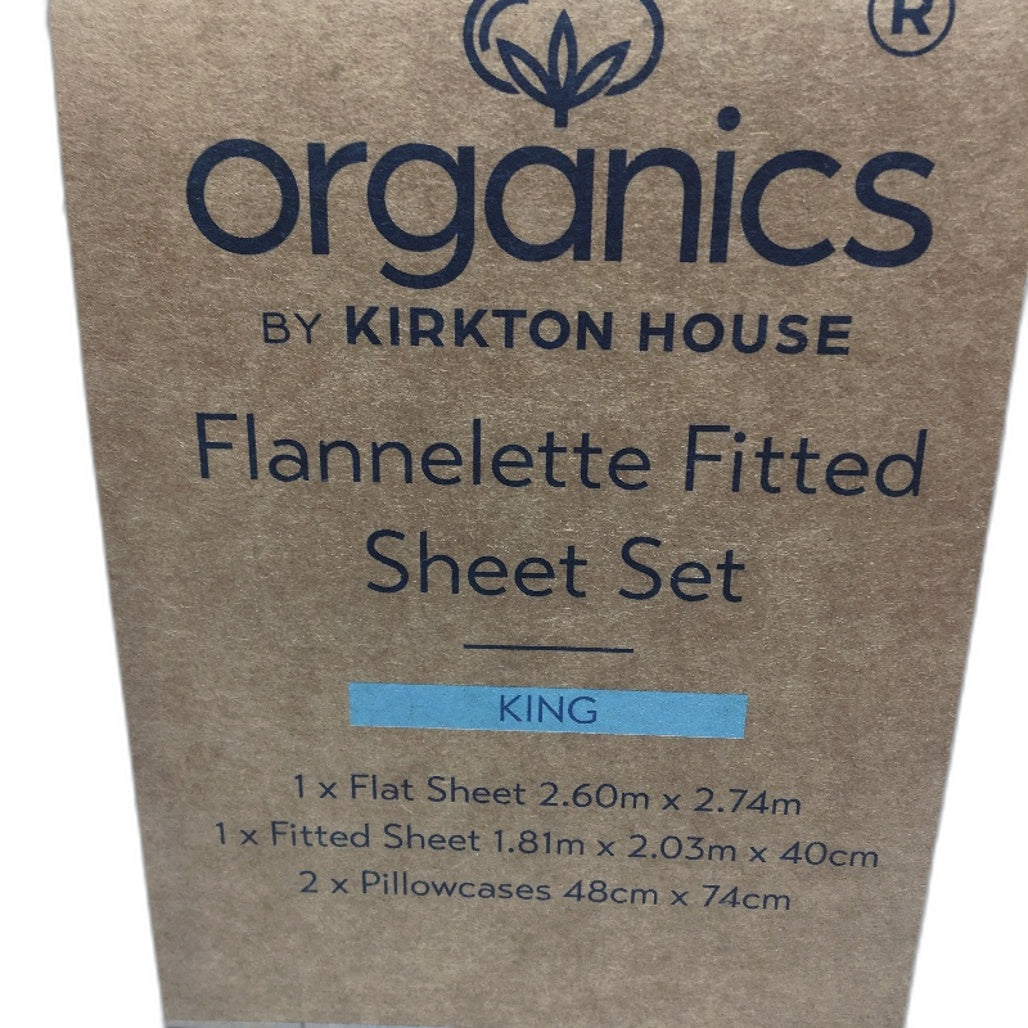 ®
organics
BY KIRKTON HOUSE
Flannelette Fitted
Sheet Set
KING
1 x Flat Sheet 2.60m x 2.74m
1 x Fitted Sheet 1.81m x 2.03m x 40cm
2 x Pillowcases 48cm x 74cm